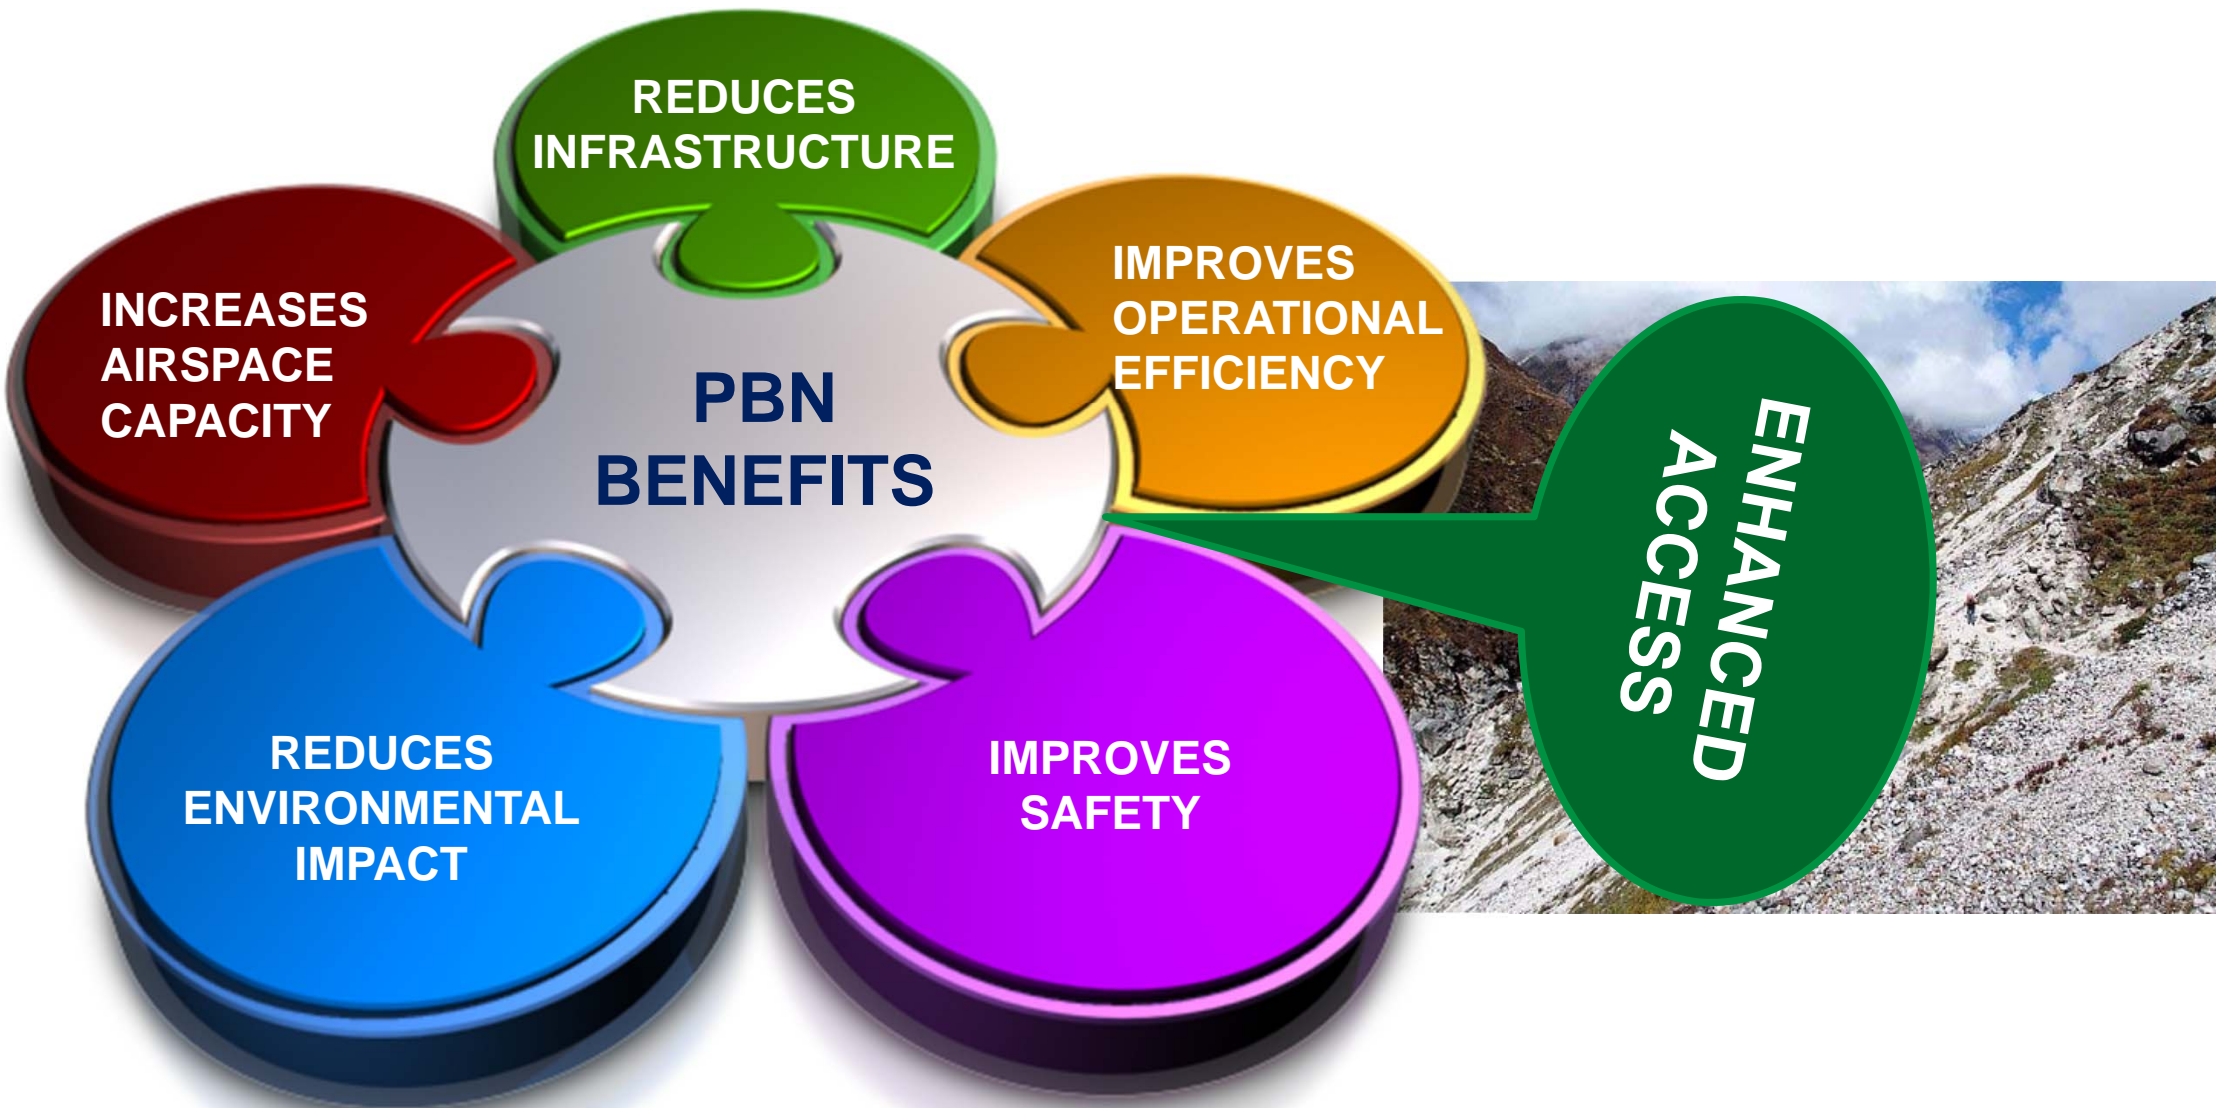 REDUCES
INFRASTRUCTURE
IMPROVES
OPERATIONAL
EFFICIENCY
INCREASES
AIRSPACE
CAPACITY
PBN
BENEFITS
ENHANCED
ACCESS
REDUCES
ENVIRONMENTAL
IMPACT
IMPROVES
SAFETY